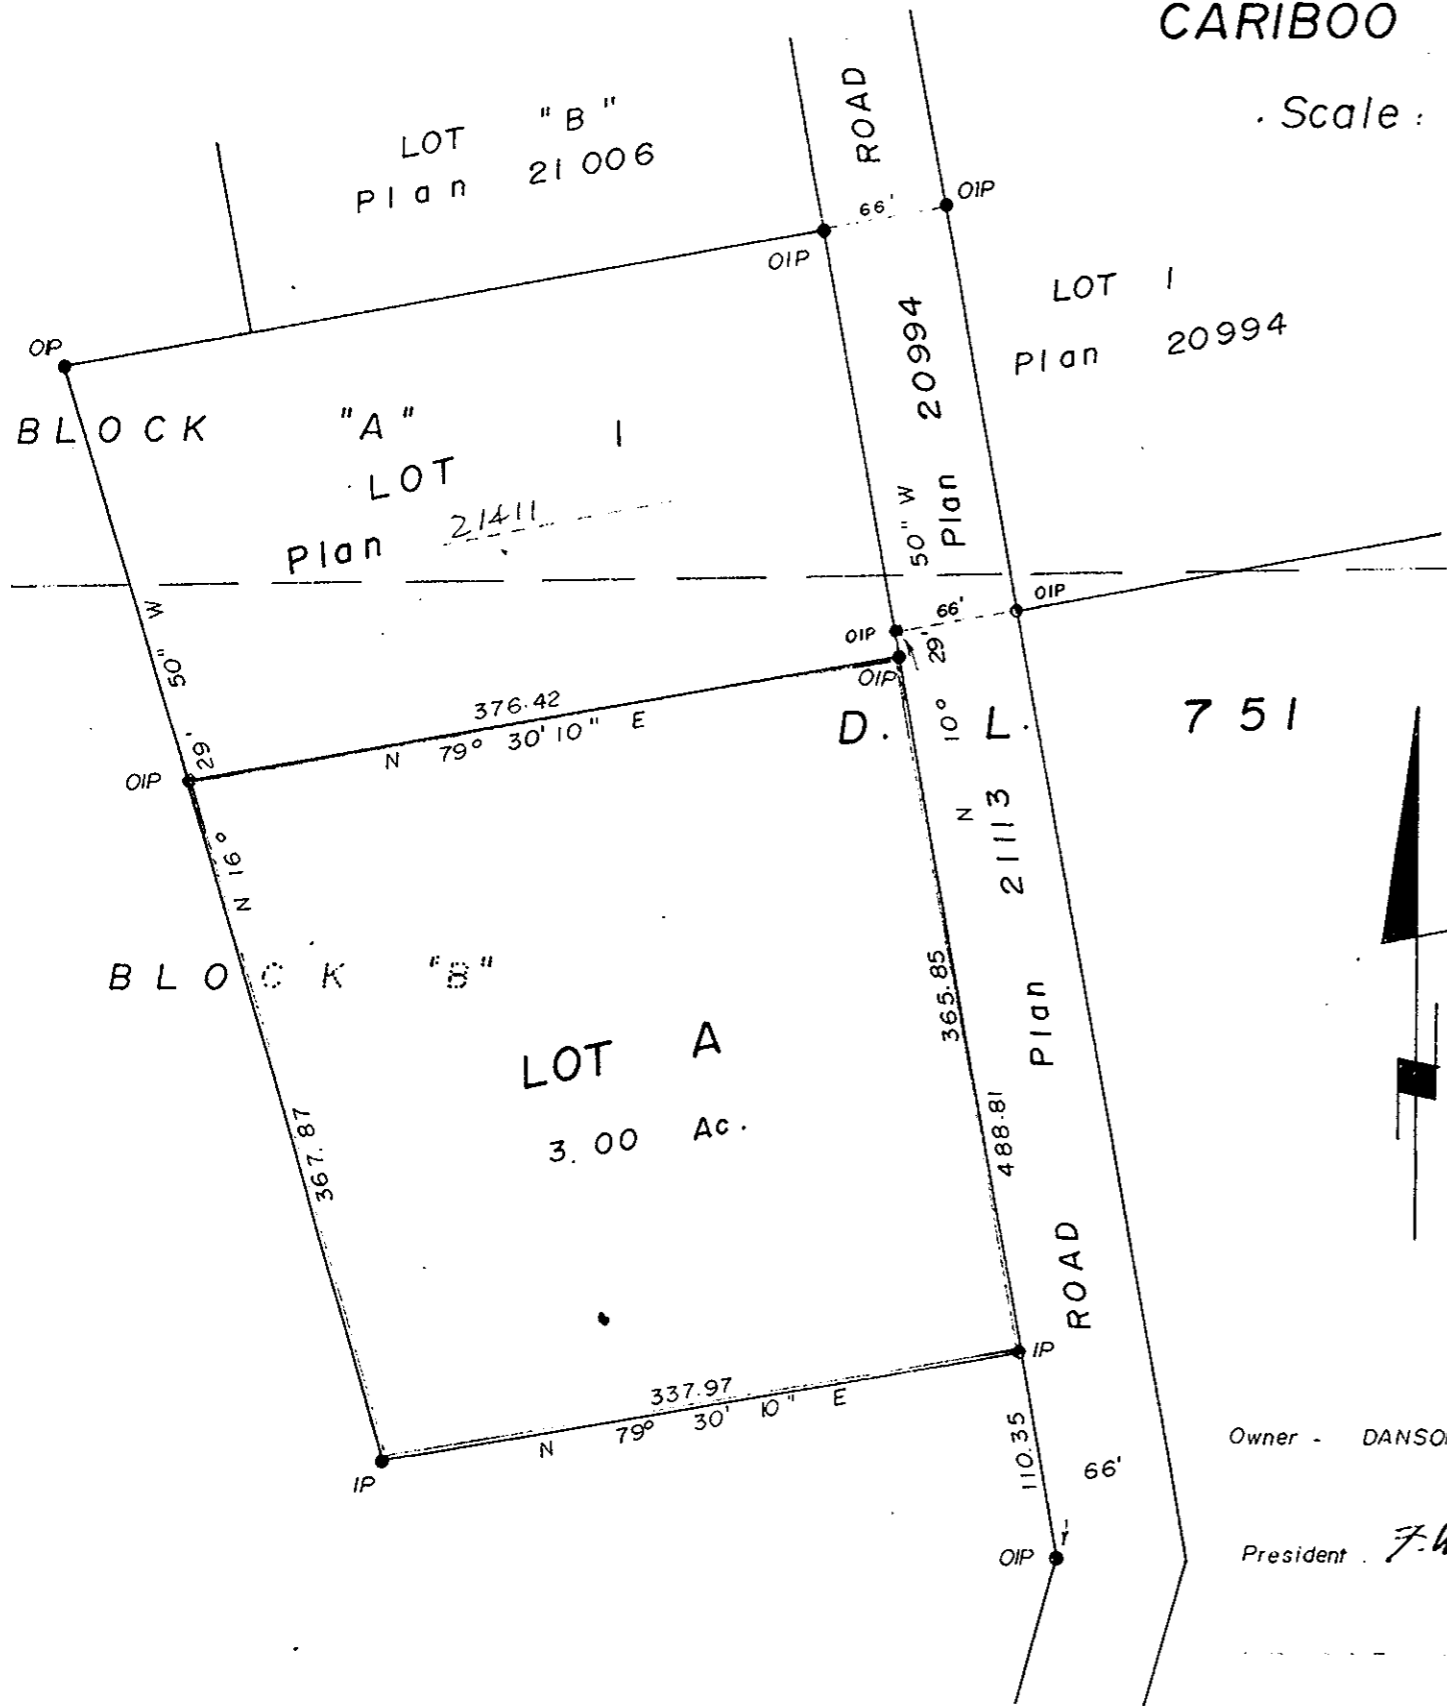 CARIBOO
Scale :
LOT "B"
Plan 21006
ROAD
66'
OIP
OIP
LOT 1
Plan 20994
OP
BLOCK "A"
LOT 1
Plan 21411
Plan 20994
N 10° 29' 50" W
66'
OIP
OIP
OIP
N 16° 29' 50" W
OIP
376.42
N 79° 30' 10" E
D. L. 751
Plan 21113
BLOCK "B"
365.85
LOT A
3.00 Ac.
367.87
488.81
ROAD
IP
337.97
N 79° 30' 10" E
IP
110.35
66'
OIP
Owner - DANSO
President